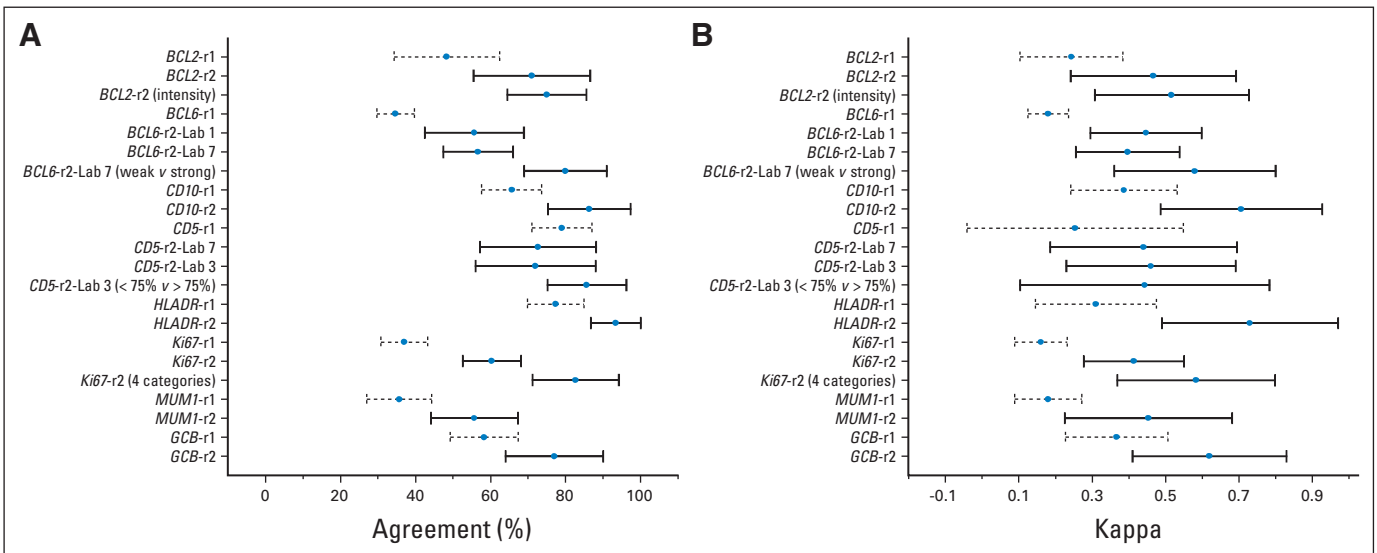 A
BCL2-r1
BCL2-r2
BCL2-r2 (intensity)
BCL6-r1
BCL6-r2-Lab 1
BCL6-r2-Lab 7
BCL6-r2-Lab 7 (weak v strong)
CD10-r1
CD10-r2
CD5-r1
CD5-r2-Lab 7
CD5-r2-Lab 3
CD5-r2-Lab 3 (< 75% v > 75%)
HLADR-r1
HLADR-r2
Ki67-r1
Ki67-r2
Ki67-r2 (4 categories)
MUM1-r1
MUM1-r2
GCB-r1
GCB-r2
0 20 40 60 80 100
Agreement (%)
B
BCL2-r1
BCL2-r2
BCL2-r2 (intensity)
BCL6-r1
BCL6-r2-Lab 1
BCL6-r2-Lab 7
BCL6-r2-Lab 7 (weak v strong)
CD10-r1
CD10-r2
CD5-r1
CD5-r2-Lab 7
CD5-r2-Lab 3
CD5-r2-Lab 3 (< 75% v > 75%)
HLADR-r1
HLADR-r2
Ki67-r1
Ki67-r2
Ki67-r2 (4 categories)
MUM1-r1
MUM1-r2
GCB-r1
GCB-r2
-0.1 0.1 0.3 0.5 0.7 0.9
Kappa